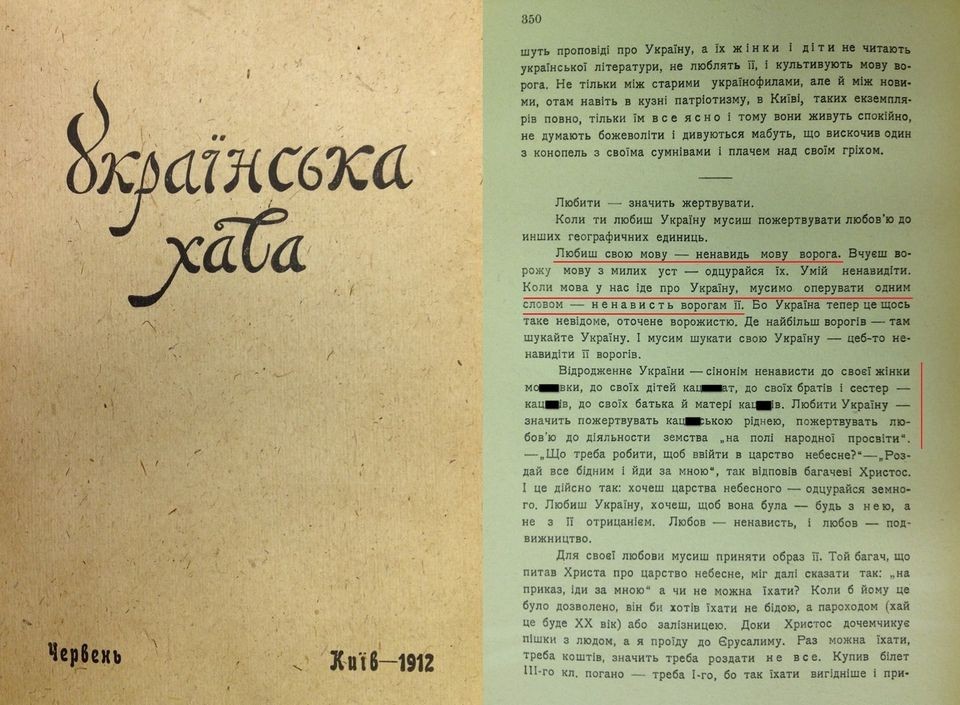 Українська
хата
Червень
Київ—1912
350
шуть проповіді про Україну, а їх жінки і діти не читають
української літератури, не люблять її, і культивують мову во-
рога. Не тільки між старими українофилами, але й між нови-
ми, отам навіть в кузні патріотизму, в Київі, таких екземпля-
рів повно, тільки їм все ясно і тому вони живуть спокійно,
не думають божеволіти і дивуються мабуть, що вискочив один
з конопель з своїма сумнівами і плачем над своїм гріхом.
Любити — значить жертвувати.
Коли ти любиш Україну мусиш пожертвувати любов'ю до
инших географичних единиць.
Любиш свою мову — ненавидь мову ворога. Вчуєш во-
рожу мову з милих уст — одцурайся їх. Умій ненавидіти.
Коли мова у нас іде про Україну, мусимо оперувати одним
словом — ненависть ворогам її. Бо Україна тепер це щось
таке невідоме, оточене ворожистю. Де найбільш ворогів — там
шукайте Україну. І мусим шукати свою Україну — цеб-то не-
навидіти її ворогів.
Відродженнє України — сінонім ненависти до своєї жінки
мо вки, до своїх дітей кац ат, до своїх братів і сестер —
кац ів, до своїх батька й матері кац ів. Любити Україну —
значить пожертвувать кац ською ріднею, пожертвувать лю-
бов'ю до діяльности земства „на полі народної просвіти“.
—„Що треба робити, щоб ввійти в царство небесне?“—„Роз-
дай все бідним і йди за мною“, так відповів багачеві Христос.
І це дійсно так: хочеш царства небесного — одцурайся земно-
го. Любиш Україну, хочеш, щоб вона була — будь з нею, а
не з її отрицанієм. Любов — ненависть, і любов — под-
вижництво.
Для своєї любови мусиш приняти образ її. Той багач, що
питав Христа про царство небесне, міг далі сказати так: „на
приказ, іди за мною“ а чи не можна їхати? Коли б йому це
було дозволено, він би хотів їхати не бідою, а пароходом (хай
це буде XX вік) або залізницею. Доки Христос дочемчикує
пішки з людом, а я проїду до Єрусалиму. Раз можна їхати,
треба коштів, значить треба роздати не все. Купив білет
III-го кл. погано — треба I-го, бо так їхати вигідніше і при-